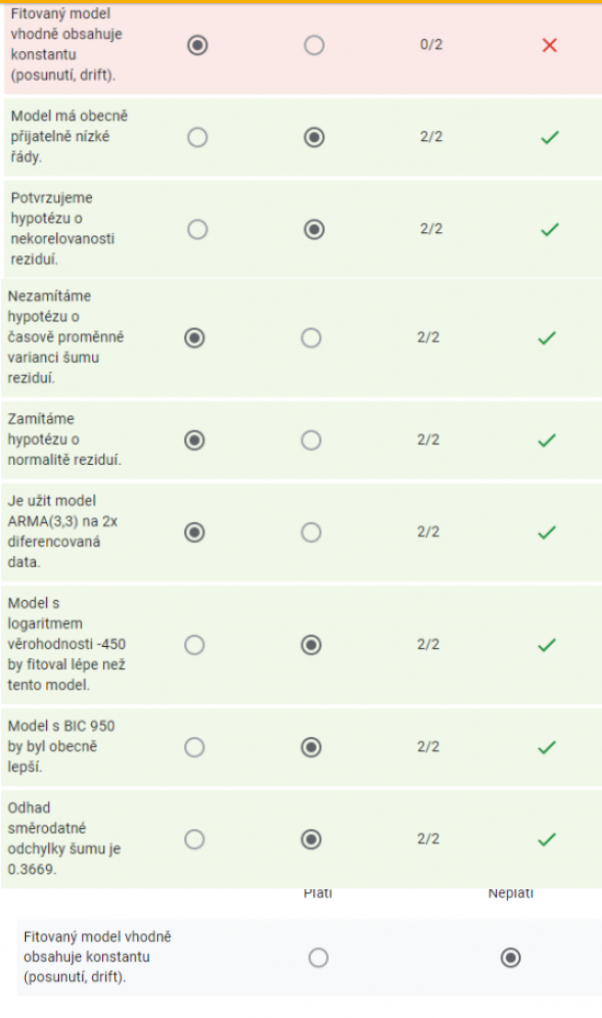 Fitovaný model
vhodně obsahuje
konstantu
(posunutí, drift).
0/2
Model má obecně
přijatelně nízké
řády.
2/2
Potvrzujeme
hypotézu o
nekorelovanosti
reziduí.
2/2
Nezamítáme
hypotézu o
časově proměnné
varianci šumu
reziduí.
2/2
Zamítáme
hypotézu o
normalitě reziduí.
2/2
Je užit model
ARMA(3,3) na 2x
diferencovaná
data.
2/2
Model s
logaritmem
věrohodnosti -450
by fitoval lépe než
tento model.
2/2
Model s BIC 950
by byl obecně
lepší.
2/2
Odhad
směrodatné
odchylky šumu je
0.3669.
2/2
Platí Neplatí
Fitovaný model vhodně
obsahuje konstantu
(posunutí, drift).